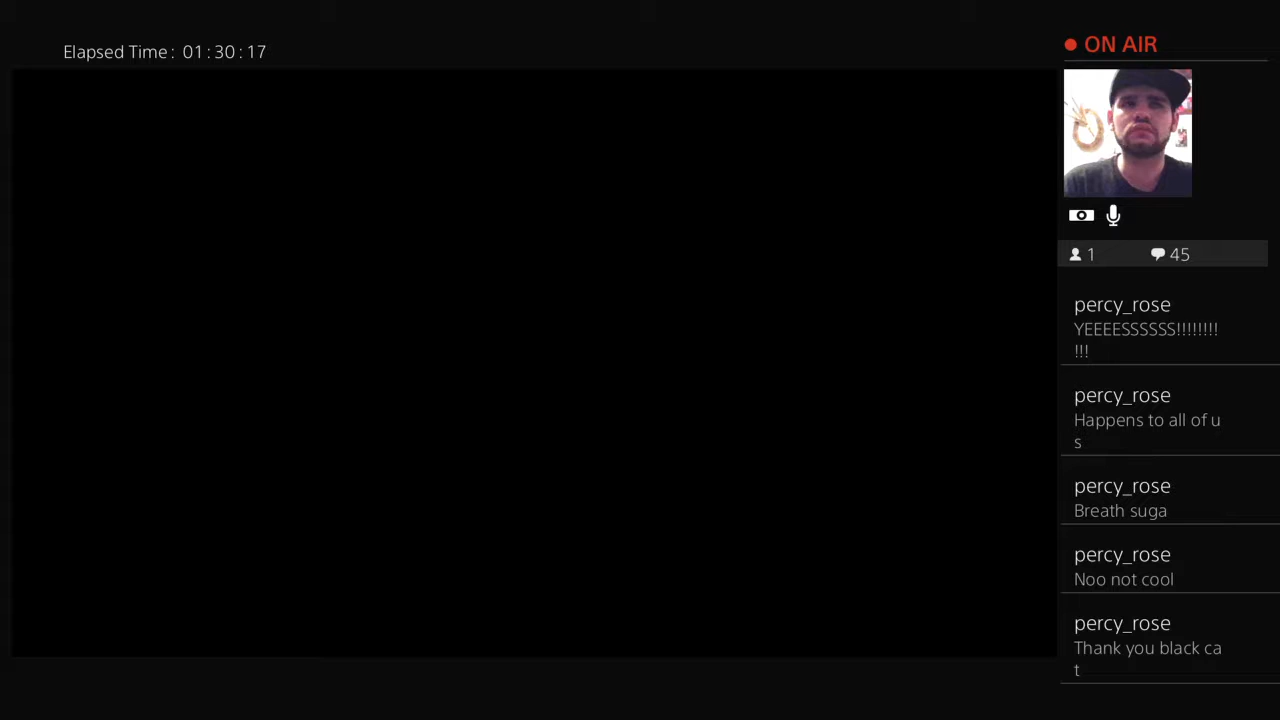 Elapsed Time: 01:30:17
ON AIR
1 45
percy_rose
YEEEESSSSSS!!!!!!!!
!!!
percy_rose
Happens to all of u
s
percy_rose
Breath suga
percy_rose
Noo not cool
percy_rose
Thank you black ca
t